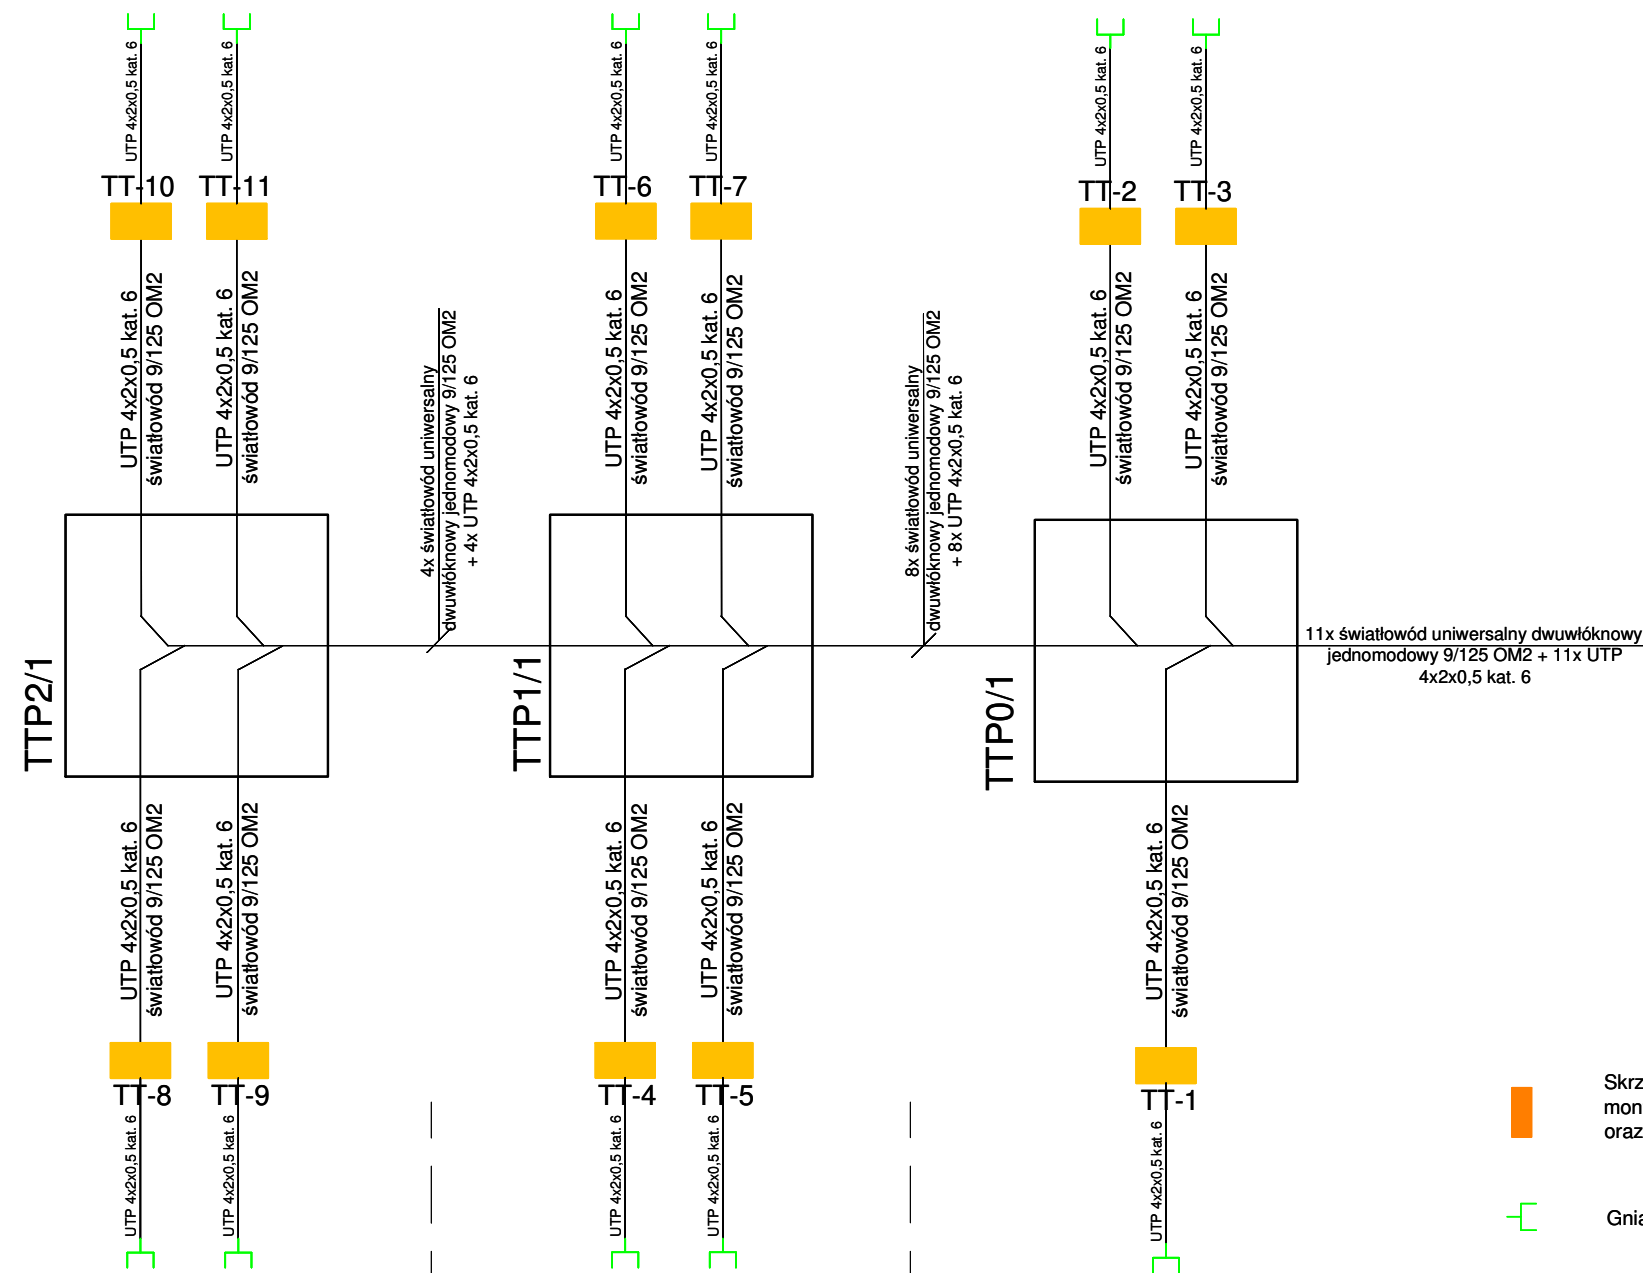 UTP 4x2x0,5 kat. 6
UTP 4x2x0,5 kat. 6
UTP 4x2x0,5 kat. 6
UTP 4x2x0,5 kat. 6
UTP 4x2x0,5 kat. 6
UTP 4x2x0,5 kat. 6
TT-10
TT-11
TT-6
TT-7
TT-2
TT-3
UTP 4x2x0,5 kat. 6
światłowód 9/125 OM2
UTP 4x2x0,5 kat. 6
światłowód 9/125 OM2
4x światłowód uniwersalny
dwuwłóknowy jednomodowy 9/125 OM2
+ 4x UTP 4x2x0,5 kat. 6
UTP 4x2x0,5 kat. 6
światłowód 9/125 OM2
UTP 4x2x0,5 kat. 6
światłowód 9/125 OM2
8x światłowód uniwersalny
dwuwłóknowy jednomodowy 9/125 OM2
+ 8x UTP 4x2x0,5 kat. 6
UTP 4x2x0,5 kat. 6
światłowód 9/125 OM2
UTP 4x2x0,5 kat. 6
światłowód 9/125 OM2
TTP2/1
TTP1/1
TTP0/1
11x światłowód uniwersalny dwuwłóknowy
jednomodowy 9/125 OM2 + 11x UTP
4x2x0,5 kat. 6
UTP 4x2x0,5 kat. 6
światłowód 9/125 OM2
UTP 4x2x0,5 kat. 6
światłowód 9/125 OM2
UTP 4x2x0,5 kat. 6
światłowód 9/125 OM2
UTP 4x2x0,5 kat. 6
światłowód 9/125 OM2
UTP 4x2x0,5 kat. 6
światłowód 9/125 OM2
TT-8
TT-9
TT-4
TT-5
TT-1
UTP 4x2x0,5 kat. 6
UTP 4x2x0,5 kat. 6
UTP 4x2x0,5 kat. 6
UTP 4x2x0,5 kat. 6
UTP 4x2x0,5 kat. 6
Skrz
mon
oraz
Gnia